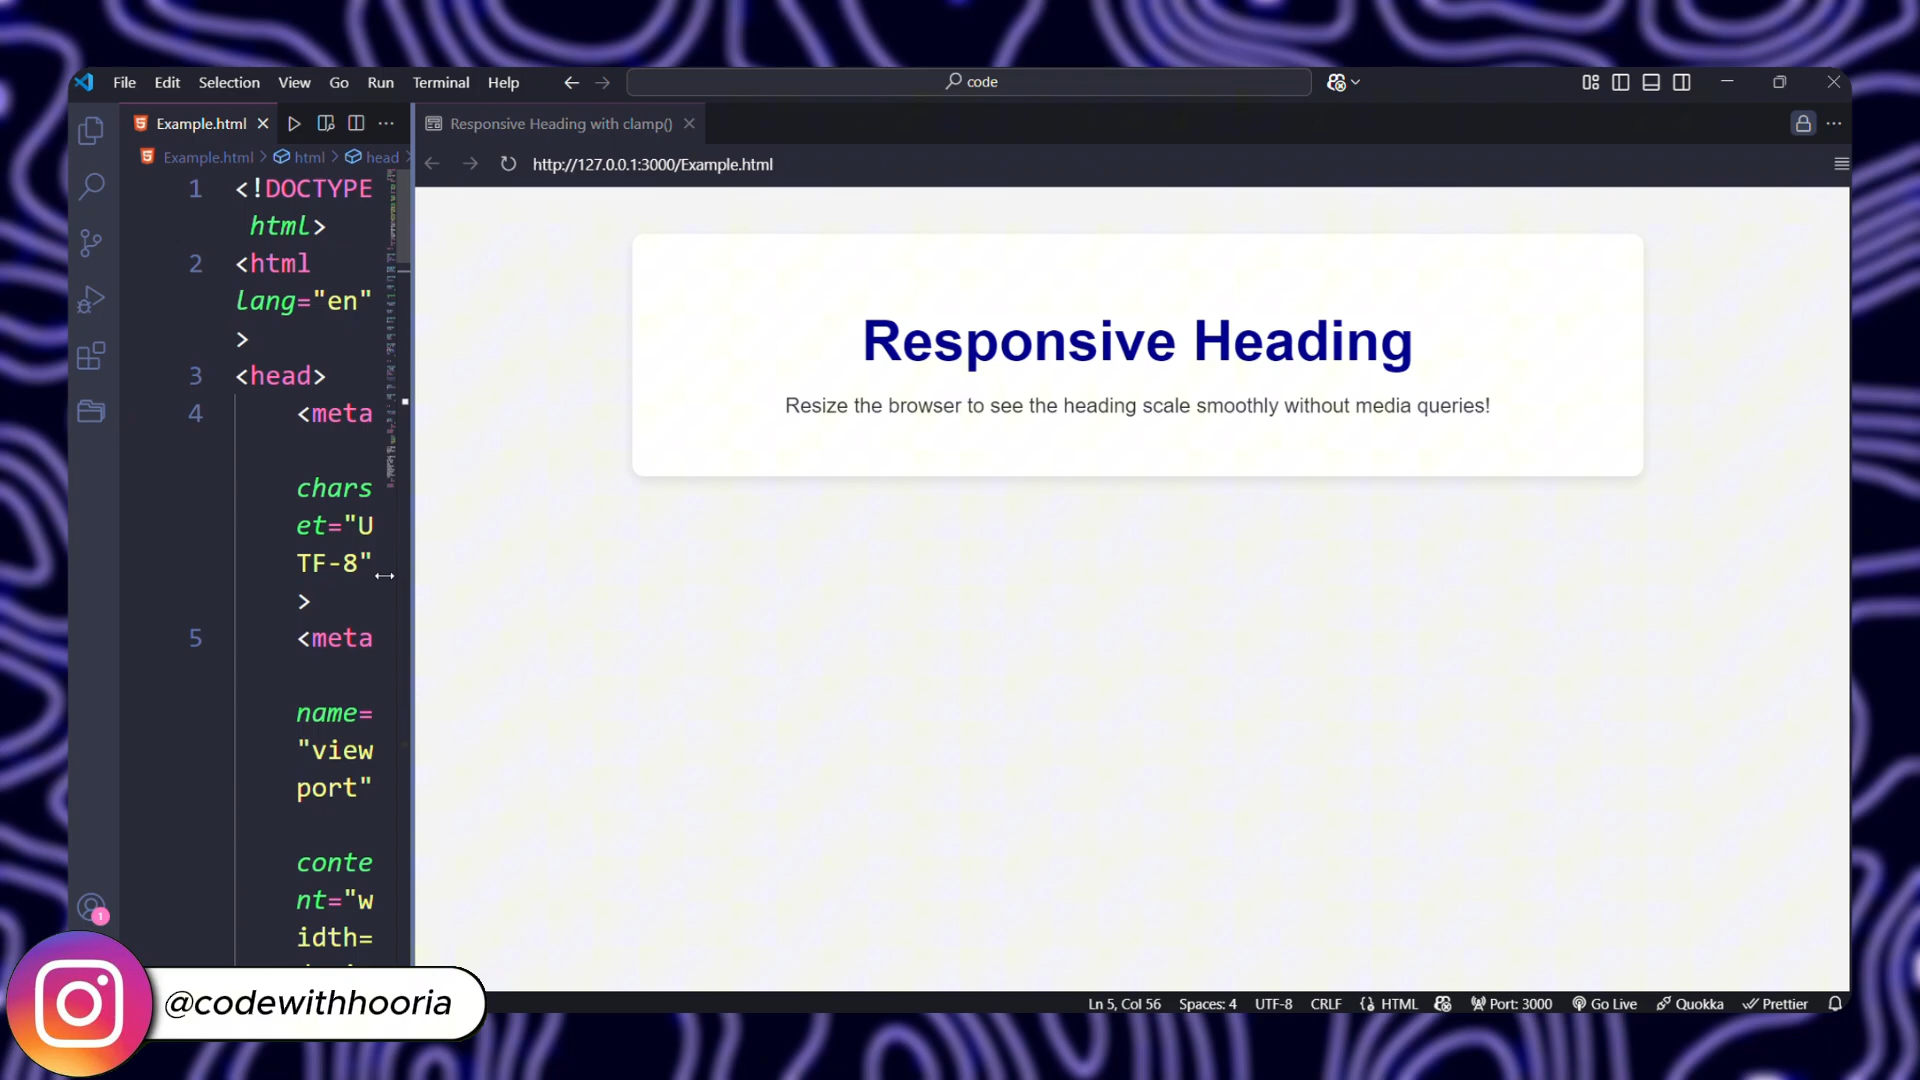 File Edit Selection View Go Run Terminal Help
code
Example.html
Responsive Heading with clamp()
Example.html > html > head >
http://127.0.0.1:3000/Example.html
1 <!DOCTYPE
html>
2 <html
lang="en"
>
3 <head>
4 <meta
chars
et="U
TF-8"
>
5 <meta
name=
"view
port"
conte
nt="w
idth=
Responsive Heading
Resize the browser to see the heading scale smoothly without media queries!
1
@codewithhooria
Ln 5, Col 56 Spaces: 4 UTF-8 CRLF HTML Port: 3000 Go Live Quokka Prettier